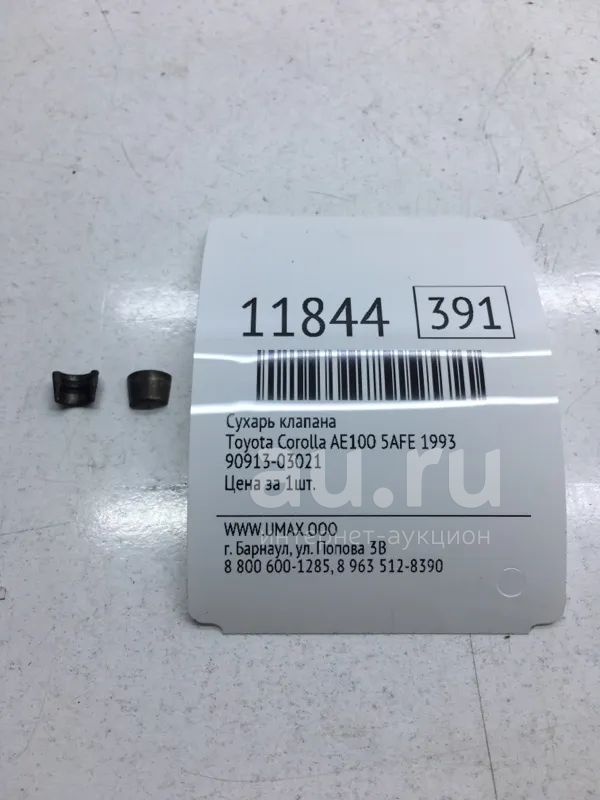 11844 391
Сухарь клапана
Toyota Corolla AE100 5AFE 1993
90913-03021
Цена за 1шт.
au.ru
интернет-аукцион
WWW.UMAX.OOO
г. Барнаул, ул. Попова 3В
8 800 600-1285, 8 963 512-8390